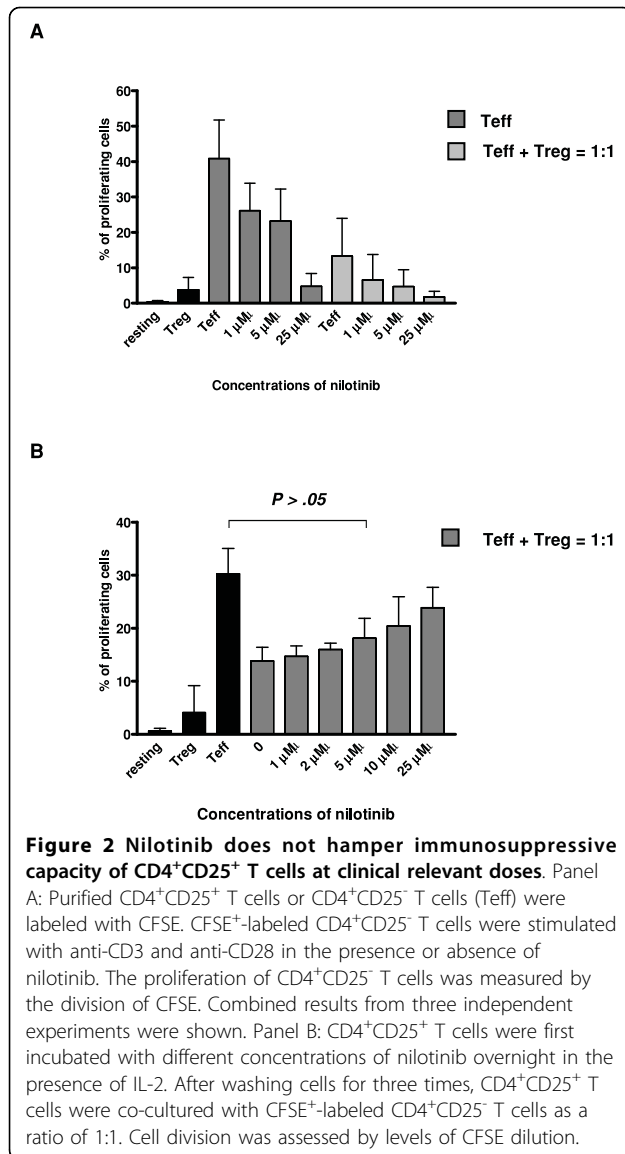 A
60
50
40
30
20
10
0
% of proliferating cells
Teff
Teff + Treg = 1:1
resting Treg Teff 1 µM 5 µM 25 µM Teff 1 µM 5 µM 25 µM
Concentrations of nilotinib
B
P > .05
40
30
20
10
0
% of proliferating cells
Teff + Treg = 1:1
resting Treg Teff 0 1 µM 2 µM 5 µM 10 µM 25 µM
Concentrations of nilotinib
Figure 2 Nilotinib does not hamper immunosuppressive
capacity of CD4⁺CD25⁺ T cells at clinical relevant doses. Panel
A: Purified CD4⁺CD25⁺ T cells or CD4⁺CD25⁻ T cells (Teff) were
labeled with CFSE. CFSE⁺-labeled CD4⁺CD25⁻ T cells were stimulated
with anti-CD3 and anti-CD28 in the presence or absence of
nilotinib. The proliferation of CD4⁺CD25⁻ T cells was measured by
the division of CFSE. Combined results from three independent
experiments were shown. Panel B: CD4⁺CD25⁺ T cells were first
incubated with different concentrations of nilotinib overnight in the
presence of IL-2. After washing cells for three times, CD4⁺CD25⁺ T
cells were co-cultured with CFSE⁺-labeled CD4⁺CD25⁻ T cells as a
ratio of 1:1. Cell division was assessed by levels of CFSE dilution.